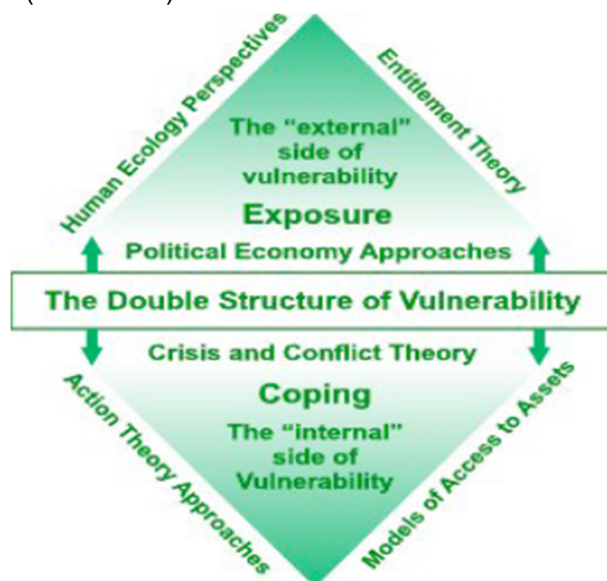 Human Ecology Perspectives
Entitlement Theory
The “external”
side of
vulnerability
Exposure
Political Economy Approaches
The Double Structure of Vulnerability
Crisis and Conflict Theory
Coping
The “internal”
side of
Vulnerability
Action Theory Approaches
Models of Access to Assets